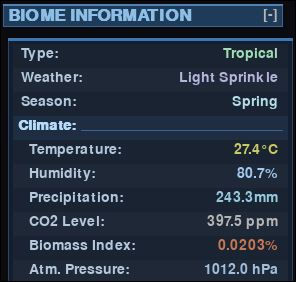 BIOME INFORMATION [-]
Type: Tropical
Weather: Light Sprinkle
Season: Spring
Climate:
Temperature: 27.4°C
Humidity: 80.7%
Precipitation: 243.3mm
CO2 Level: 397.5 ppm
Biomass Index: 0.0203%
Atm. Pressure: 1012.0 hPa